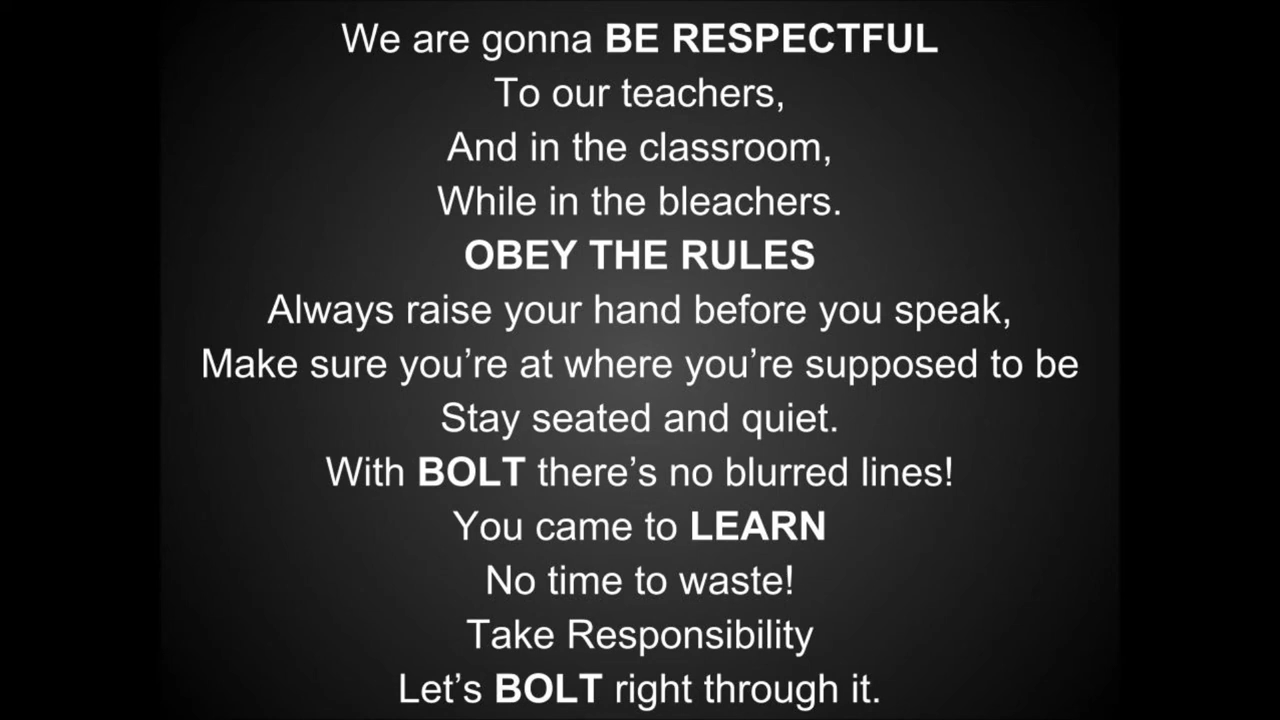 We are gonna BE RESPECTFUL
To our teachers,
And in the classroom,
While in the bleachers.
OBEY THE RULES
Always raise your hand before you speak,
Make sure you’re at where you’re supposed to be
Stay seated and quiet.
With BOLT there’s no blurred lines!
You came to LEARN
No time to waste!
Take Responsibility
Let’s BOLT right through it.